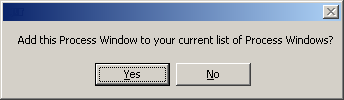 Add this Process Window to your current list of Process Windows?
Yes
No